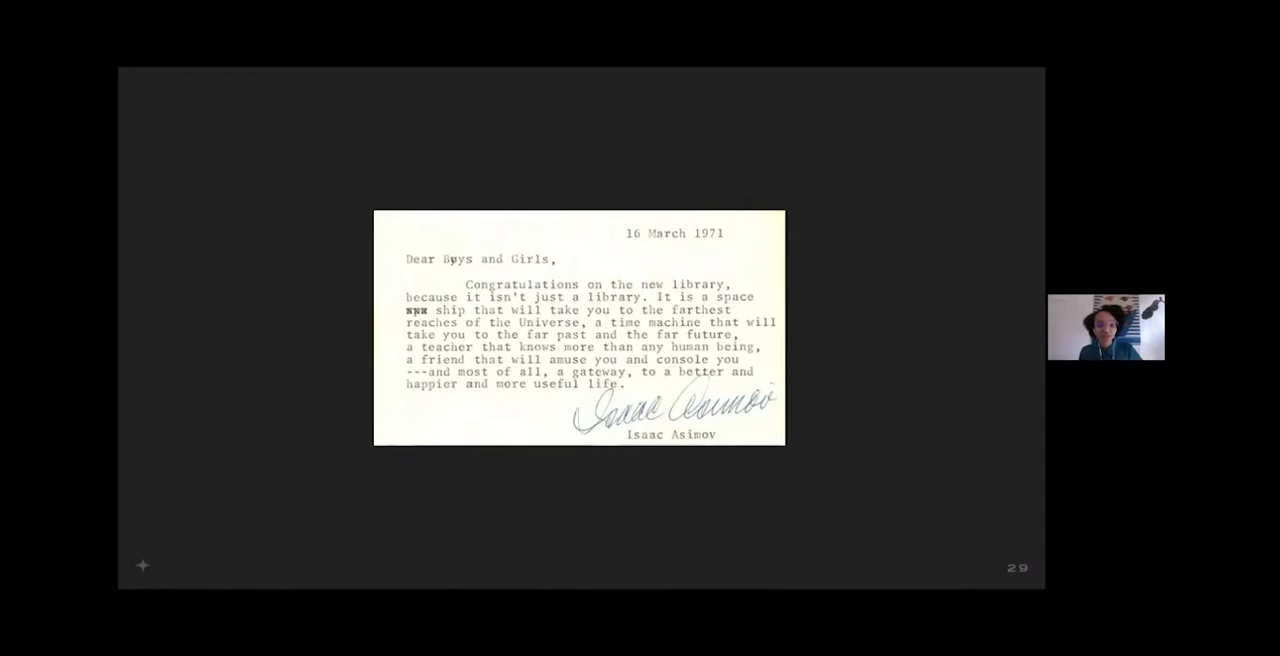 16 March 1971
Dear Boys and Girls,
Congratulations on the new library,
because it isn't just a library. It is a space
ship that will take you to the farthest
reaches of the Universe, a time machine that will
take you to the far past and the far future,
a teacher that knows more than any human being,
a friend that will amuse you and console you
---and most of all, a gateway, to a better and
happier and more useful life.
Isaac Asimov
Isaac Asimov
29